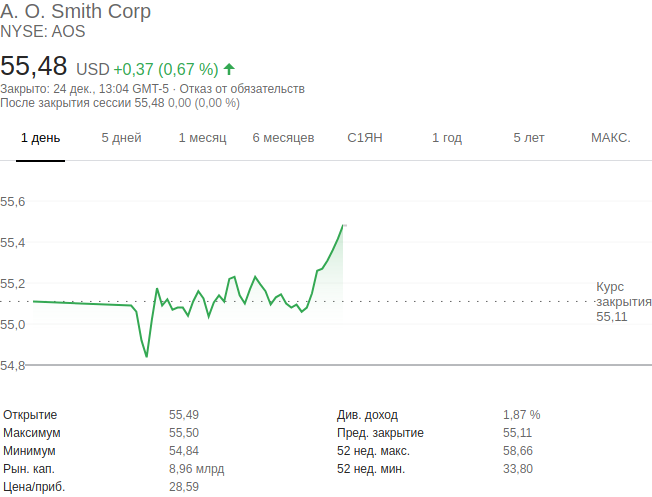 A. O. Smith Corp
NYSE: AOS
55,48 USD +0,37 (0,67 %)
Закрыто: 24 дек., 13:04 GMT-5 · Отказ от обязательств
После закрытия сессии 55,48 0,00 (0,00 %)
1 день 5 дней 1 месяц 6 месяцев С1ЯН 1 год 5 лет МАКС.
55,6
55,4
55,2
Курс
закрытия
55,11
55,0
54,8
Открытие 55,49 Див. доход 1,87 %
Максимум 55,50 Пред. закрытие 55,11
Минимум 54,84 52 нед. макс. 58,66
Рын. кап. 8,96 млрд 52 нед. мин. 33,80
Цена/приб. 28,59